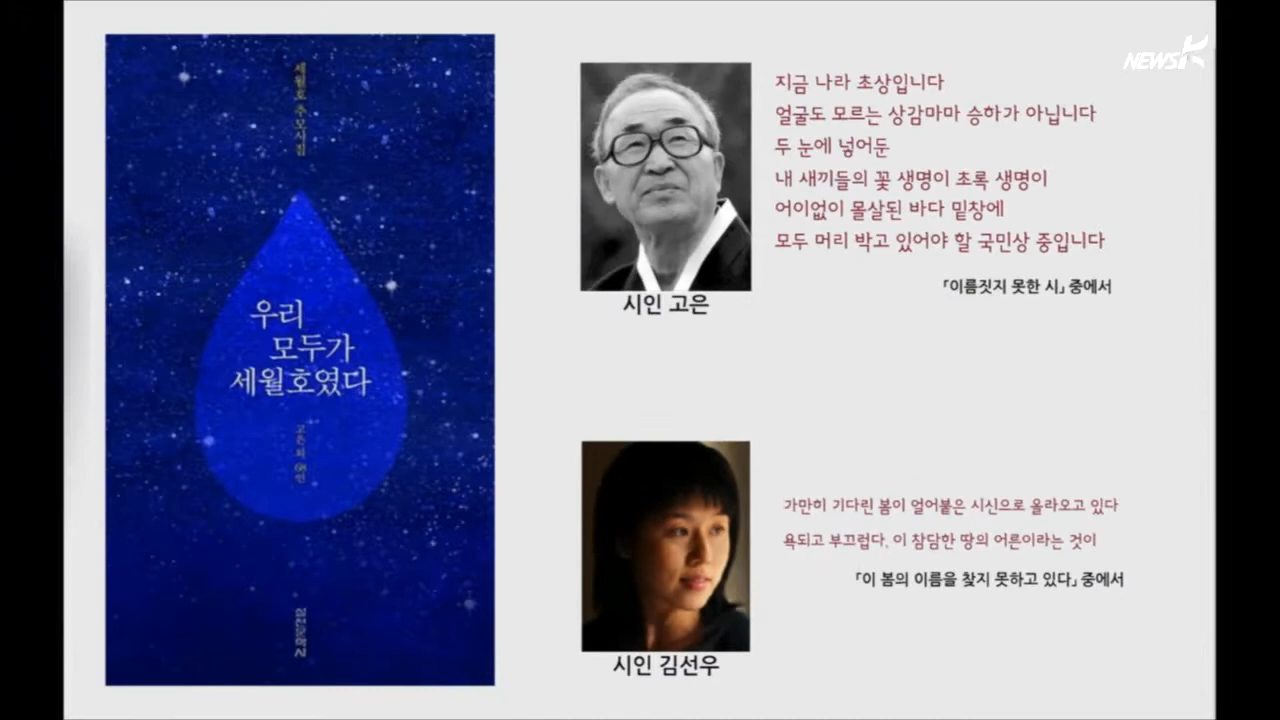 세월호 추모시집
우리
모두가
세월호였다
고은 외 68인
실천문학사
NEWSK
지금 나라 초상입니다
얼굴도 모르는 상감마마 승하가 아닙니다
두 눈에 넣어둔
내 새끼들의 꽃 생명이 초록 생명이
어이없이 몰살된 바다 밑창에
모두 머리 박고 있어야 할 국민상 중입니다
「이름짓지 못한 시」 중에서
시인 고은
가만히 기다린 봄이 얼어붙은 시신으로 올라오고 있다
욕되고 부끄럽다, 이 참담한 땅의 어른이라는 것이
「이 봄의 이름을 찾지 못하고 있다」 중에서
시인 김선우